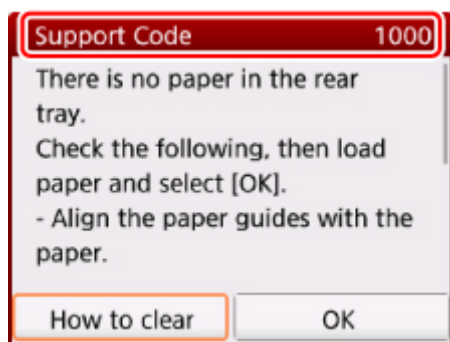 Support Code 1000
There is no paper in the rear
tray.
Check the following, then load
paper and select [OK].
- Align the paper guides with the
paper.
How to clear OK